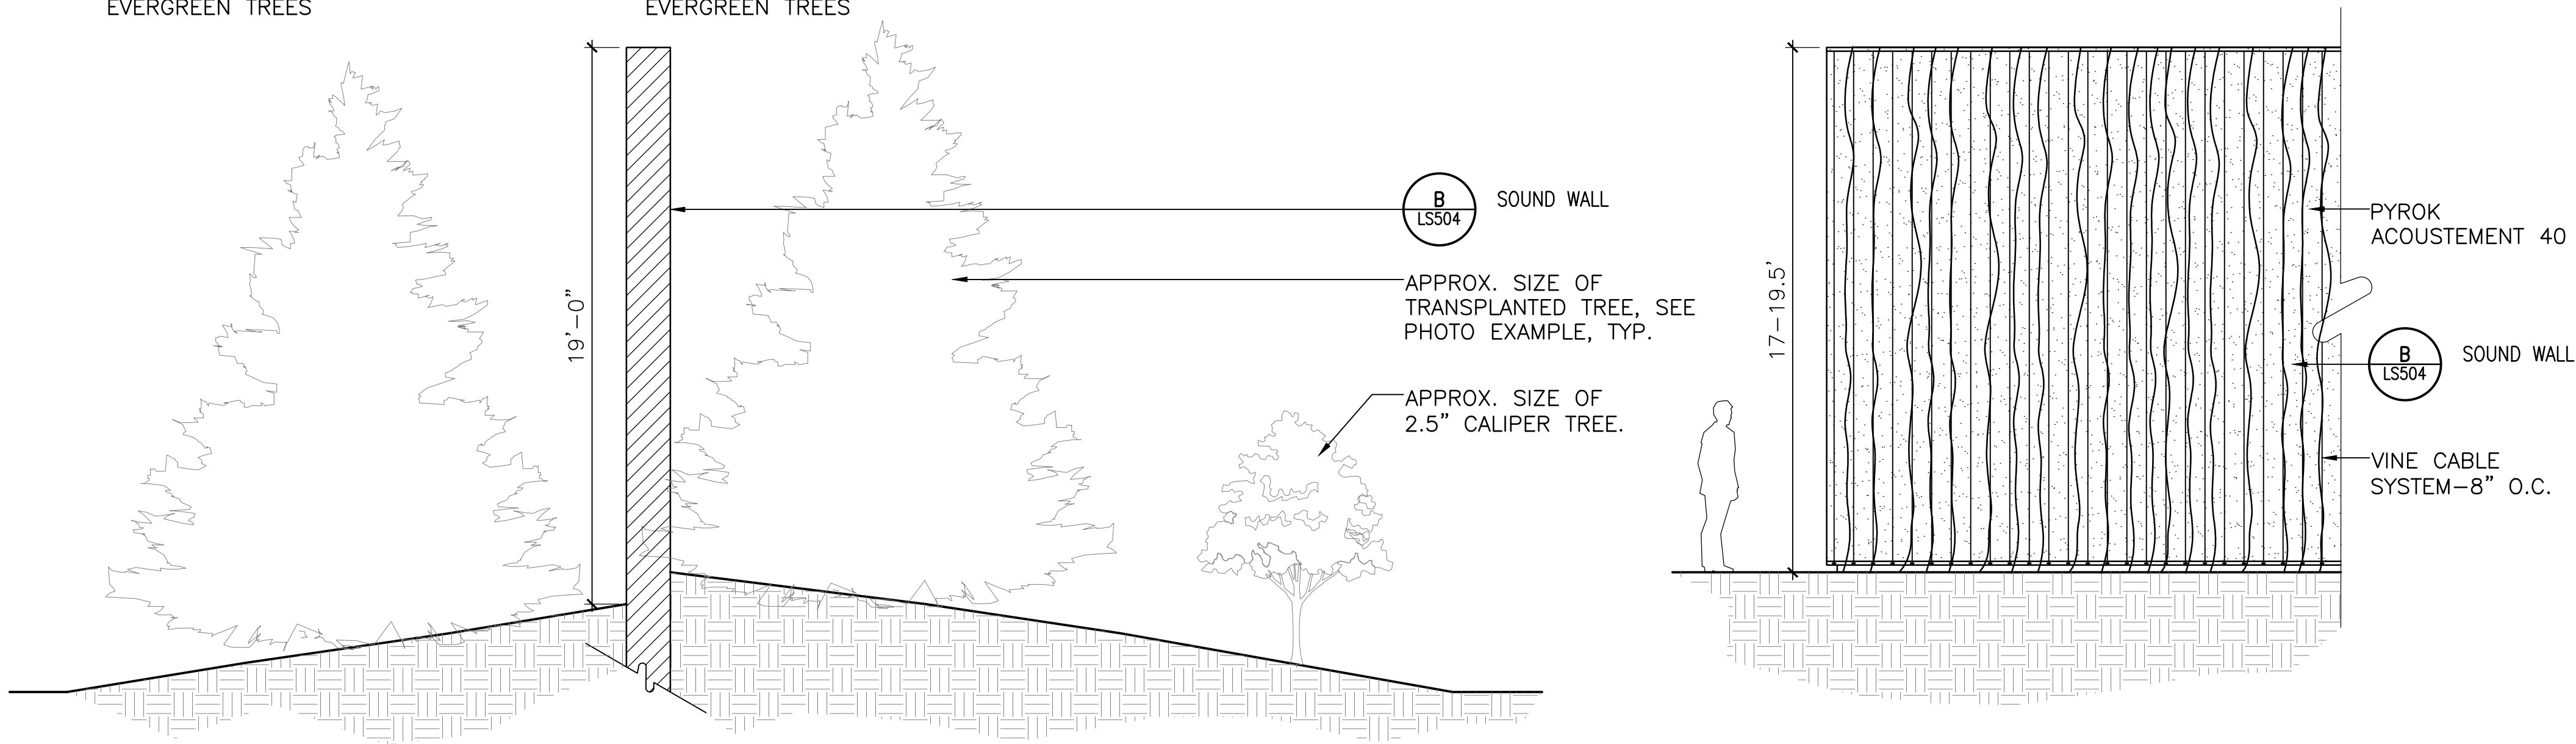 EVERGREEN TREES
EVERGREEN TREES
19'-0"
B
LS504
SOUND WALL
APPROX. SIZE OF
TRANSPLANTED TREE, SEE
PHOTO EXAMPLE, TYP.
APPROX. SIZE OF
2.5" CALIPER TREE.
17-19.5'
PYROK
ACOUSTEMENT 40
B
LS504
SOUND WALL
VINE CABLE
SYSTEM-8" O.C.